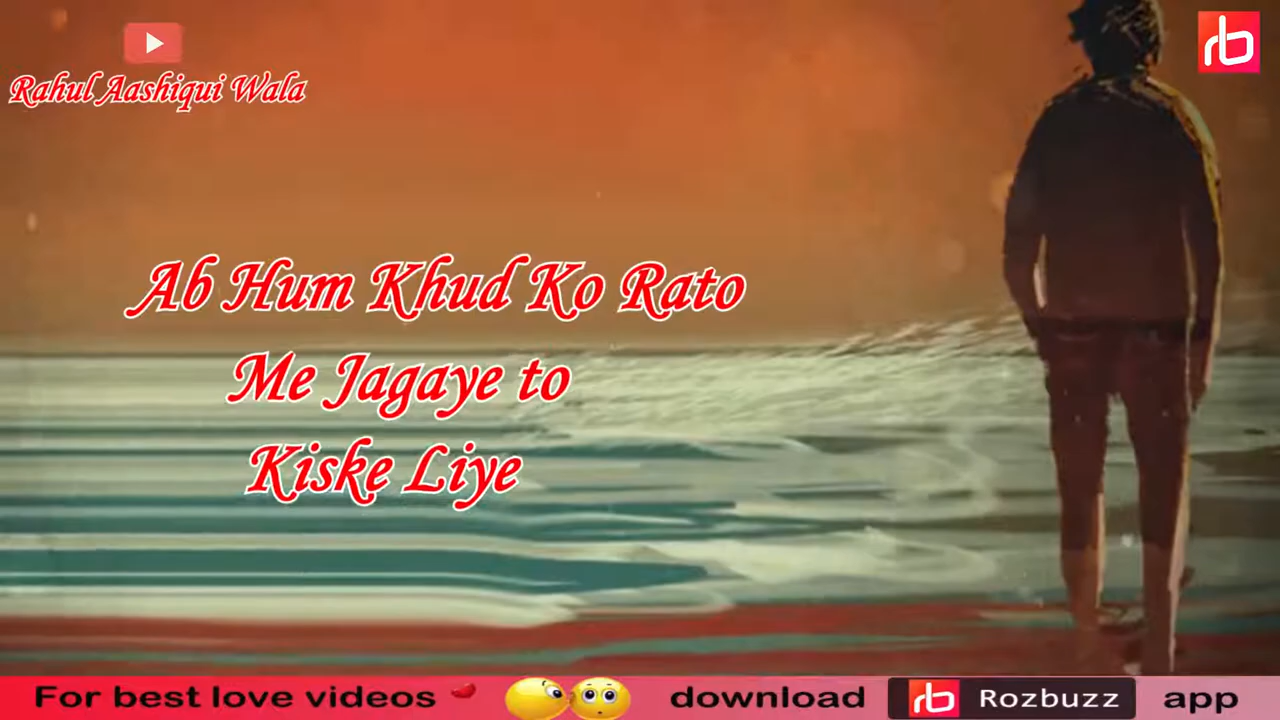 Rahul Aashiqui Wala
rb
Ab Hum Khud Ko Rato
Me Jagaye to
Kiske Liye
For best love videos download rb Rozbuzz app